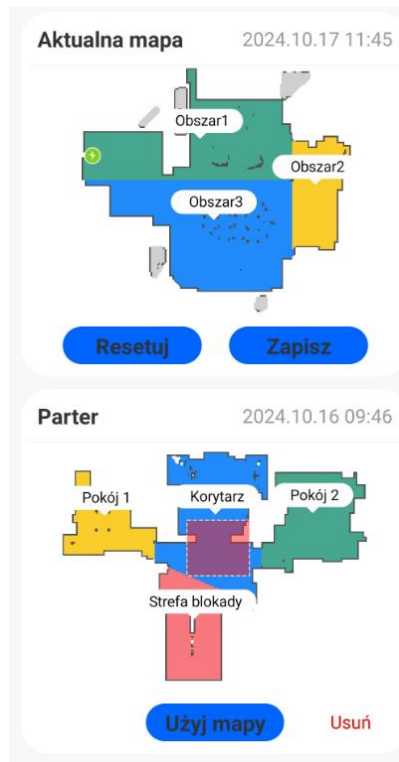 Aktualna mapa 2024.10.17 11:45
Obszar1
Obszar2
Obszar3
Resetuj Zapisz
Parter 2024.10.16 09:46
Pokój 1 Korytarz Pokój 2
Strefa blokady
Użyj mapy Usuń